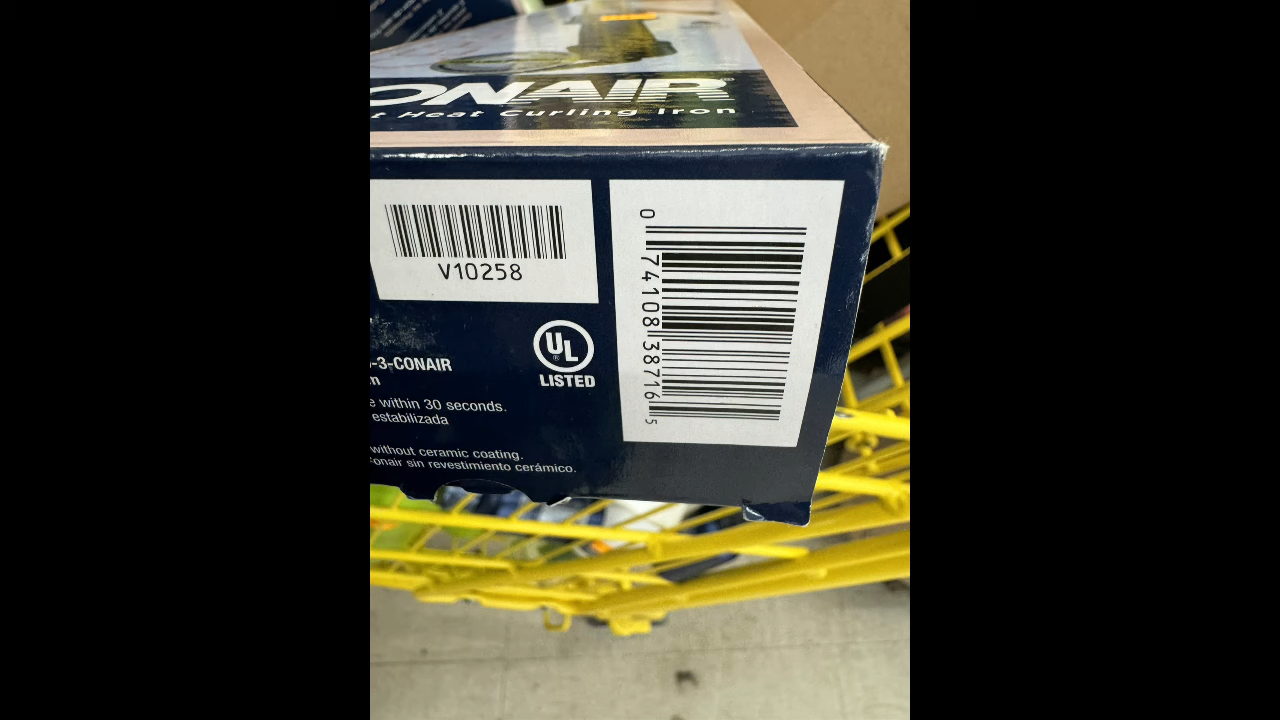 ONAIR®
t Heat Curling Iron
V10258
0 74108 38716 5
-3-CONAIR
UL®
LISTED
within 30 seconds.
estabilizada
without ceramic coating.
onair sin revestimiento cerámico.